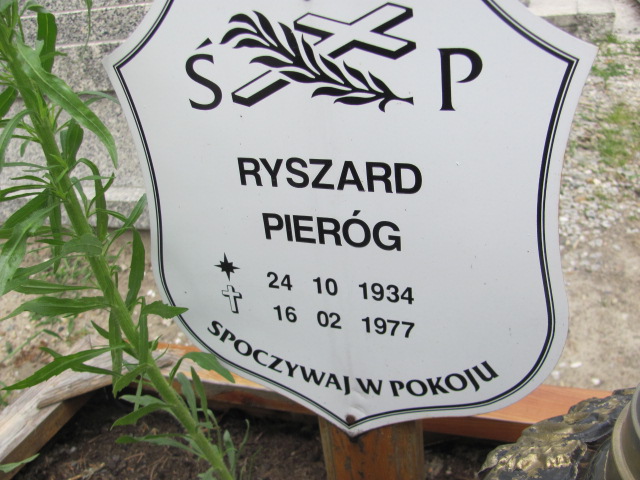 Ś P
RYSZARD
PIERÓG
24 10 1934
16 02 1977
SPOCZYWAJ W POKOJU